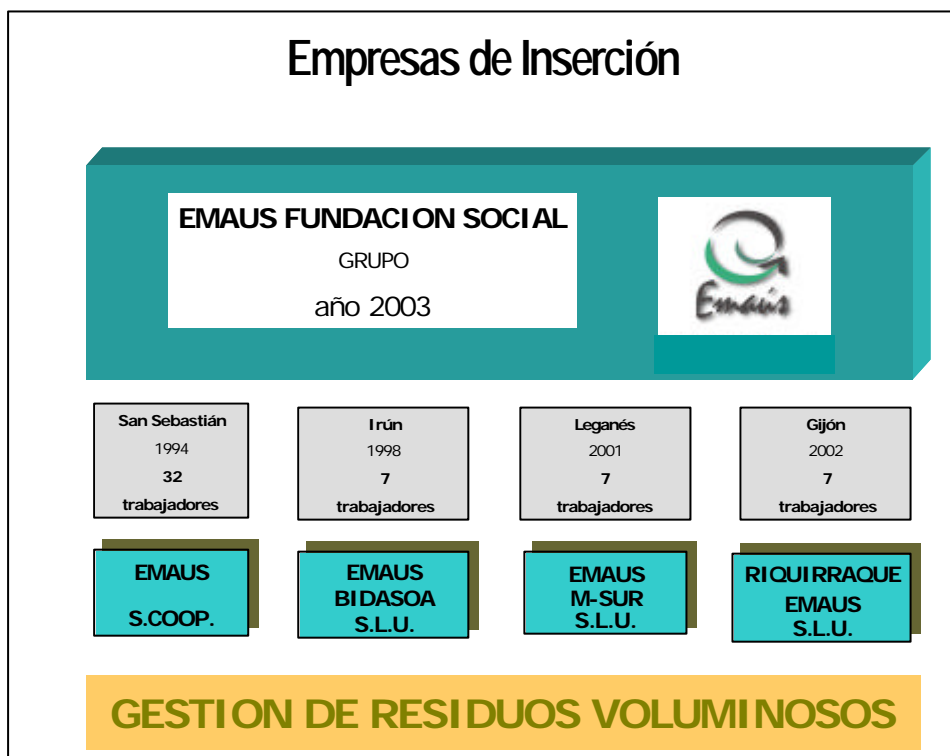 Empresas de Inserción
EMAUS FUNDACION SOCIAL
GRUPO
año 2003
Emaús
San Sebastián
1994
32
trabajadores
Irún
1998
7
trabajadores
Leganés
2001
7
trabajadores
Gijón
2002
7
trabajadores
EMAUS
S.COOP.
EMAUS
BIDASOA
S.L.U.
EMAUS
M-SUR
S.L.U.
RIQUIRRAQUE
EMAUS
S.L.U.
GESTION DE RESIDUOS VOLUMINOSOS